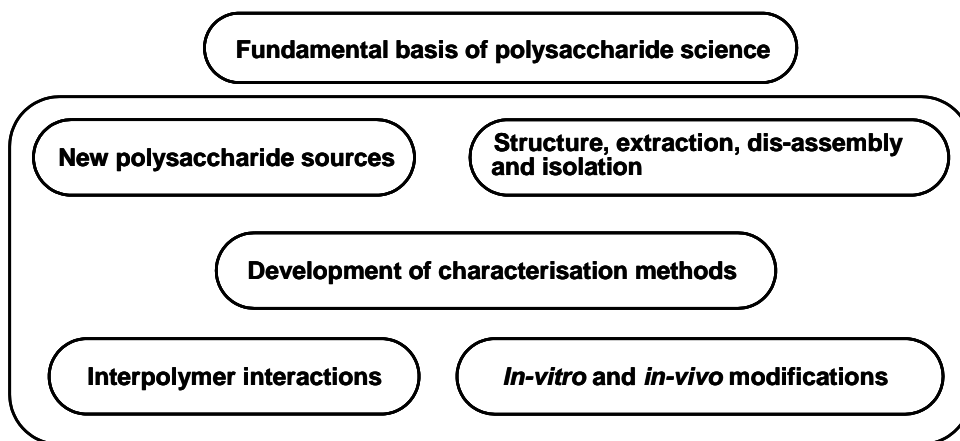 Fundamental basis of polysaccharide science
New polysaccharide sources
Structure, extraction, dis-assembly
and isolation
Development of characterisation methods
Interpolymer interactions
In-vitro and in-vivo modifications